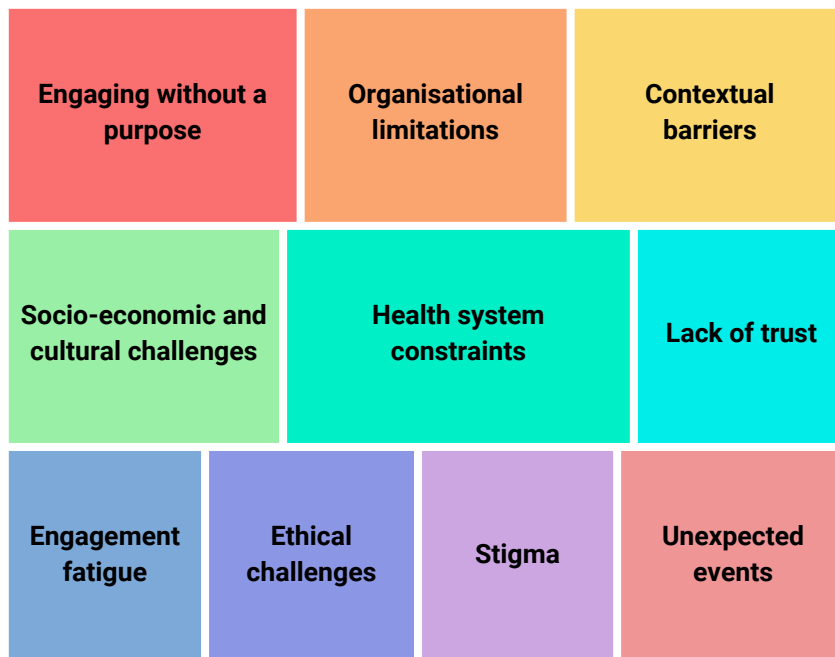 Engaging without a
purpose
Organisational
limitations
Contextual
barriers
Socio-economic and
cultural challenges
Health system
constraints
Lack of trust
Engagement
fatigue
Ethical
challenges
Stigma
Unexpected
events